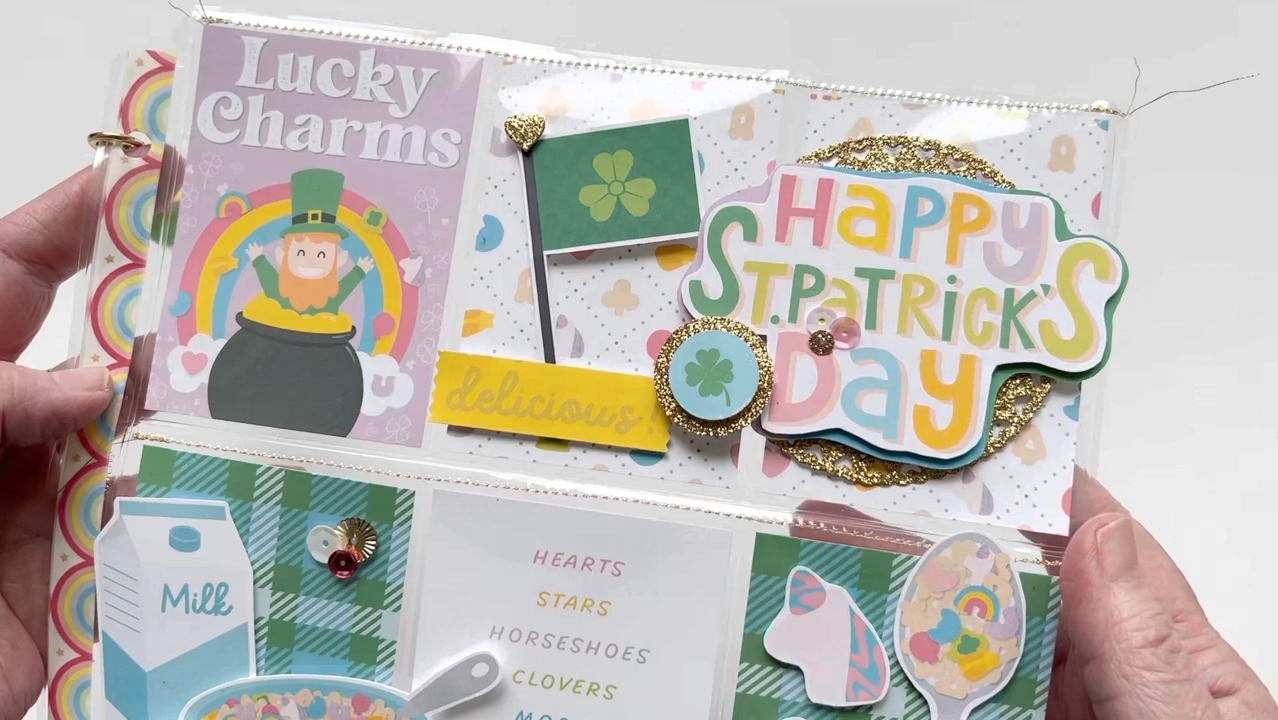 Lucky
Charms
HAPPY
ST.PATRICK'S
Day
delicious!
Milk
HEARTS
STARS
HORSESHOES
CLOVERS